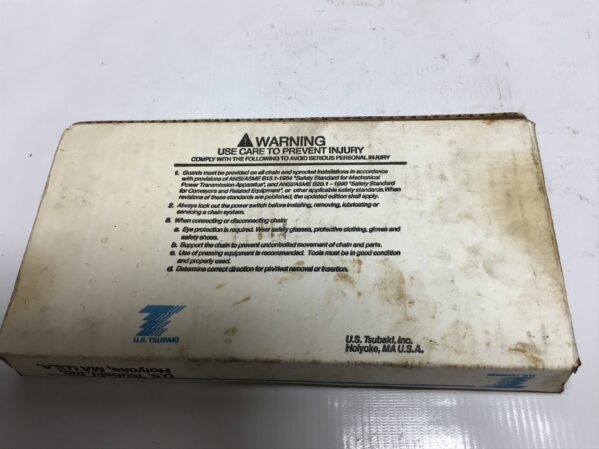 WARNING
USE CARE TO PREVENT INJURY
COMPLY WITH THE FOLLOWING TO AVOID SERIOUS PERSONAL INJURY
1. Guards must be provided on all chain and sprocket installations in accordance
with provisions of ANSI/ASME B15.1-1984 "Safety Standard for Mechanical
Power Transmission Apparatus", and ANSI/ASME B20.1 - 1990 "Safety Standard
for Conveyors and Related Equipment", or other applicable safety standards. When
revisions of these standards are published, the updated edition shall apply.
2. Always lock out the power switch before installing, removing, lubricating or
servicing a chain system.
3. When connecting or disconnecting chain:
a. Eye protection is required. Wear safety glasses, protective clothing, gloves and
safety shoes.
b. Support the chain to prevent uncontrolled movement of chain and parts.
c. Use of pressing equipment is recommended. Tools must be in good condition
and properly used.
d. Determine correct direction for pin/rivet removal or insertion.
U.S. TSUBAKI
U.S. Tsubaki, Inc.
Holyoke, MA U.S.A.
U.S. Tsubaki, Inc.
Holyoke, MA U.S.A.
U.S. TSUBAKI